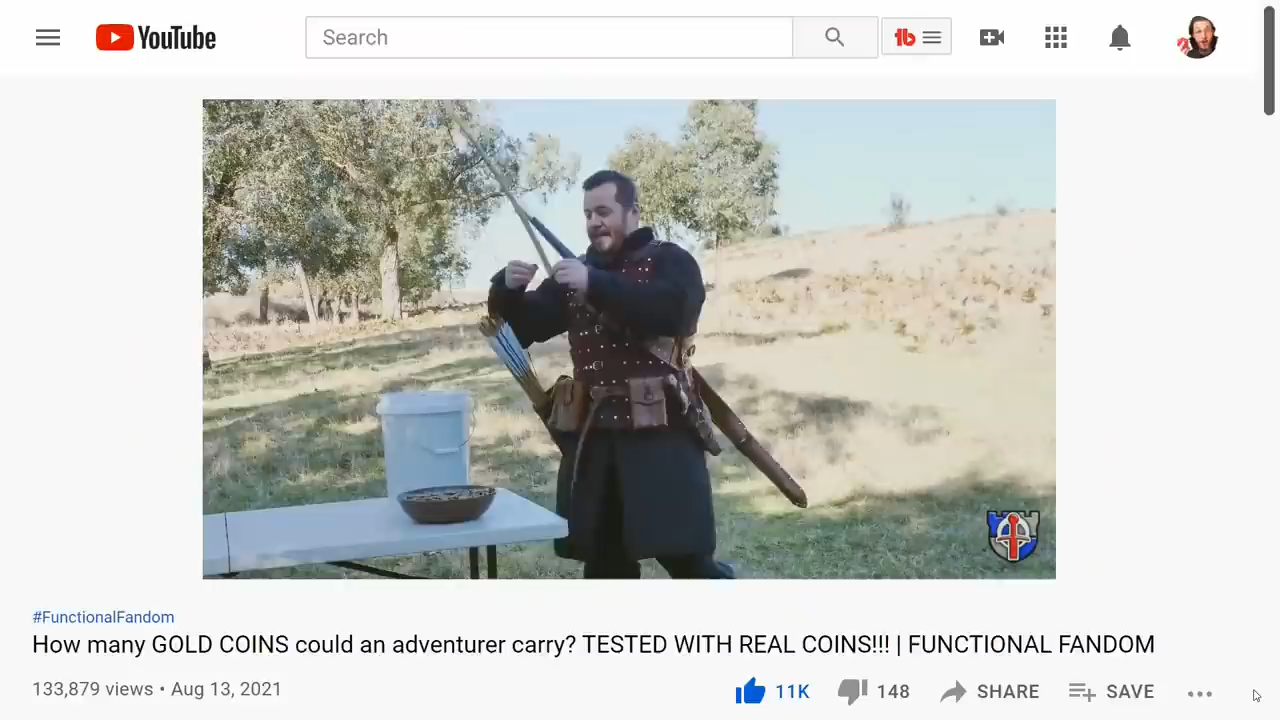 YouTube
Search
tb
#FunctionalFandom
How many GOLD COINS could an adventurer carry? TESTED WITH REAL COINS!!! | FUNCTIONAL FANDOM
133,879 views • Aug 13, 2021
11K
148
SHARE
SAVE